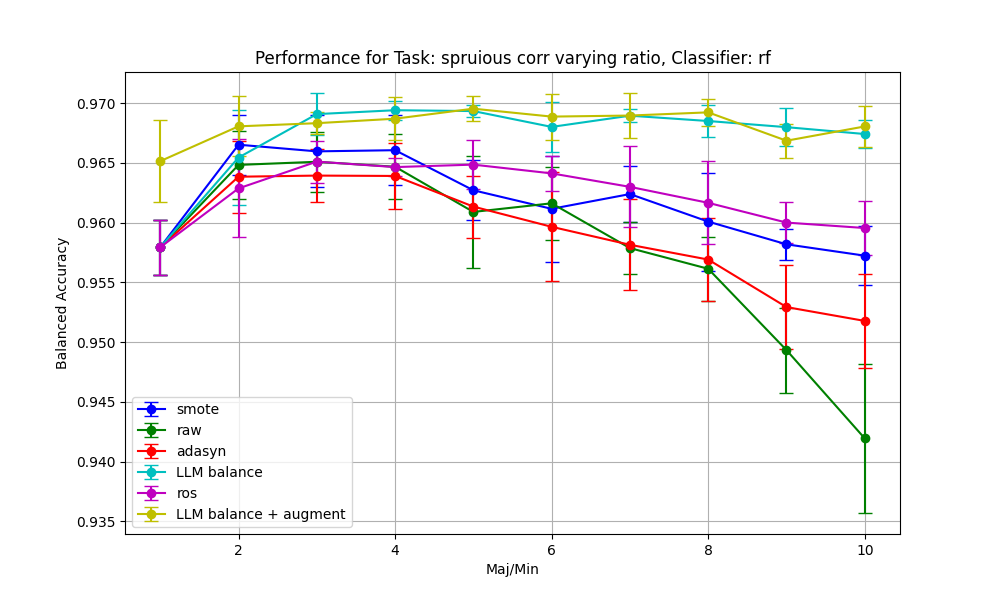 Performance for Task: spruious corr varying ratio, Classifier: rf
Balanced Accuracy
0.970
0.965
0.960
0.955
0.950
0.945
0.940
0.935
smote
raw
adasyn
LLM balance
ros
LLM balance + augment
2 4 6 8 10
Maj/Min